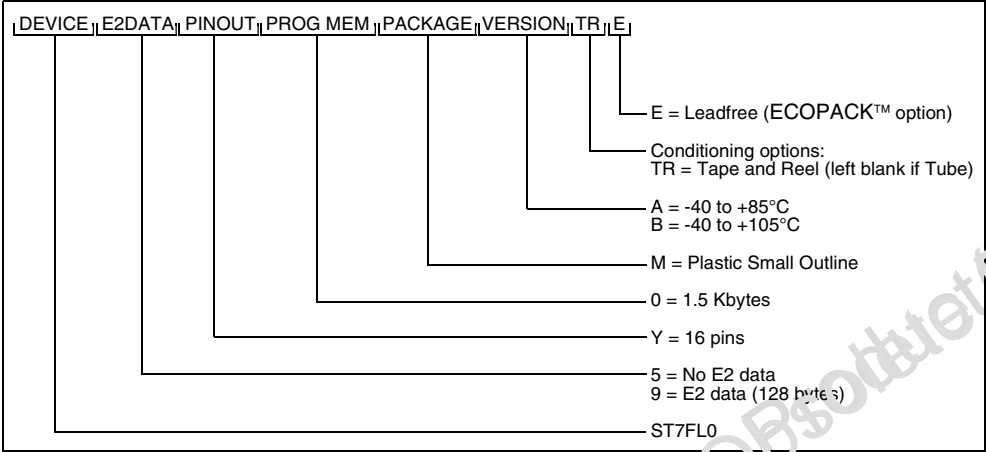 DEVICE E2DATA PINOUT PROG MEM PACKAGE VERSION TR E
E = Leadfree (ECOPACK™ option)
Conditioning options:
TR = Tape and Reel (left blank if Tube)
A = -40 to +85°C
B = -40 to +105°C
M = Plastic Small Outline
0 = 1.5 Kbytes
Y = 16 pins
5 = No E2 data
9 = E2 data (128 bytes)
ST7FL0